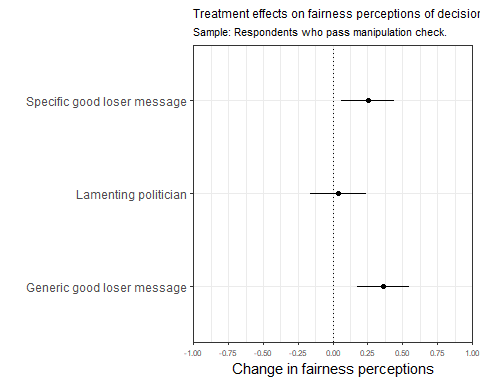 Treatment effects on fairness perceptions of decision
Sample: Respondents who pass manipulation check.
Specific good loser message
Lamenting politician
Generic good loser message
-1.00 -0.75 -0.50 -0.25 0.00 0.25 0.50 0.75 1.00
Change in fairness perceptions